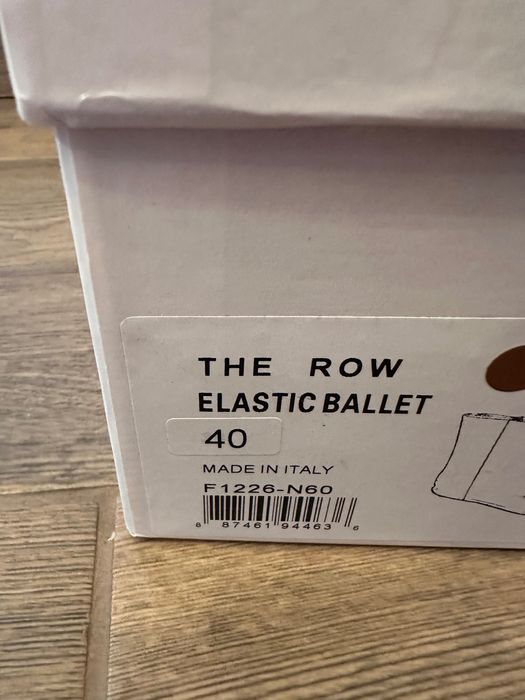 THE ROW
ELASTIC BALLET
40
MADE IN ITALY
F1226-N60
8 87461 94463 6